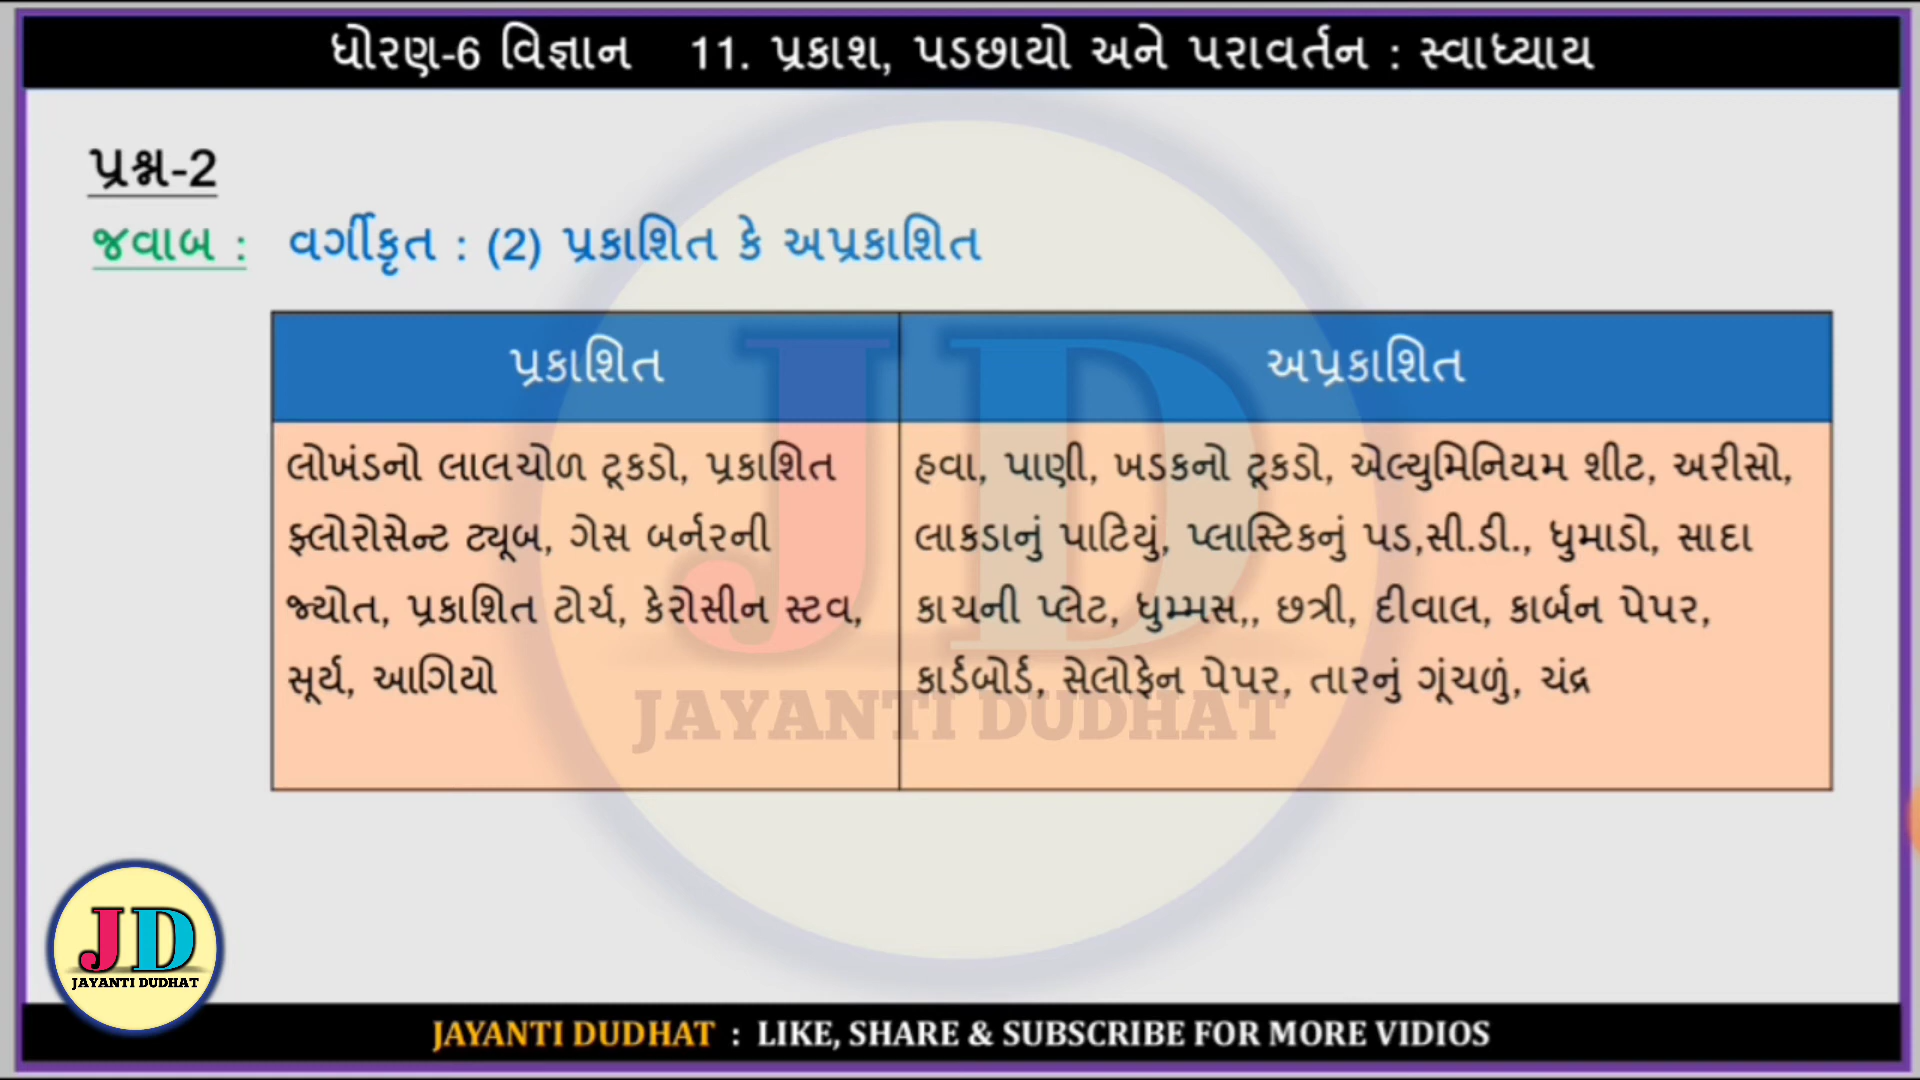 ધોરણ-6 વિજ્ઞાન 11. પ્રકાશ, પડછાયો અને પરાવર્તન : સ્વાધ્યાય
પ્રશ્ન-2
જવાબ : વર્ગીકૃત : (2) પ્રકાશિત કે અપ્રકાશિત
પ્રકાશિત
અપ્રકાશિત
લોખંડનો લાલચોળ ટૂકડો, પ્રકાશિત
ફ્લોરોસેન્ટ ટ્યૂબ, ગેસ બર્નરની
જ્યોત, પ્રકાશિત ટોર્ચ, કેરોસીન સ્ટવ,
સૂર્ય, આગિયો
હવા, પાણી, ખડકનો ટૂકડો, એલ્યુમિનિયમ શીટ, અરીસો,
લાકડાનું પાટિયું, પ્લાસ્ટિકનું પડ,સી.ડી., ધુમાડો, સાદા
કાચની પ્લેટ, ધુમ્મસ,, છત્રી, દીવાલ, કાર્બન પેપર,
કાર્ડબોર્ડ, સેલોફેન પેપર, તારનું ગૂંચળું, ચંદ્ર
JD
JAYANTI DUDHAT
JD
JAYANTI DUDHAT
JAYANTI DUDHAT : LIKE, SHARE & SUBSCRIBE FOR MORE VIDIOS